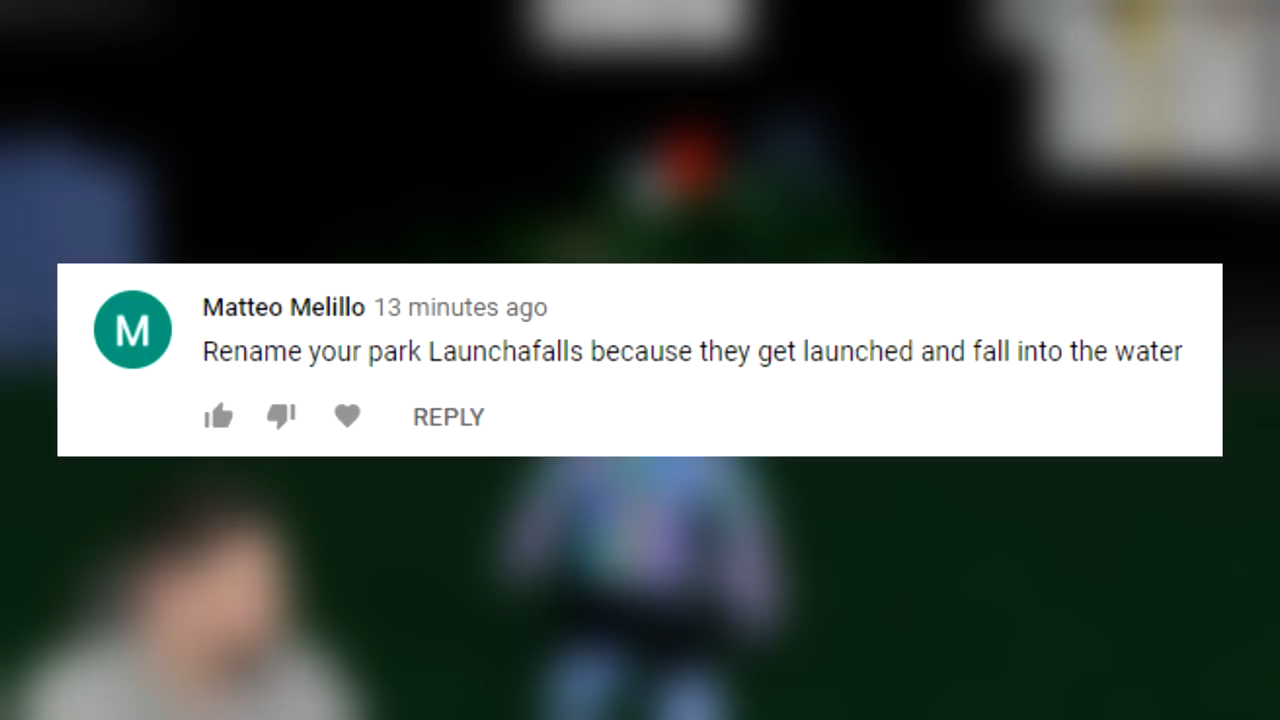 M
Matteo Melillo 13 minutes ago
Rename your park Launchafalls because they get launched and fall into the water
REPLY